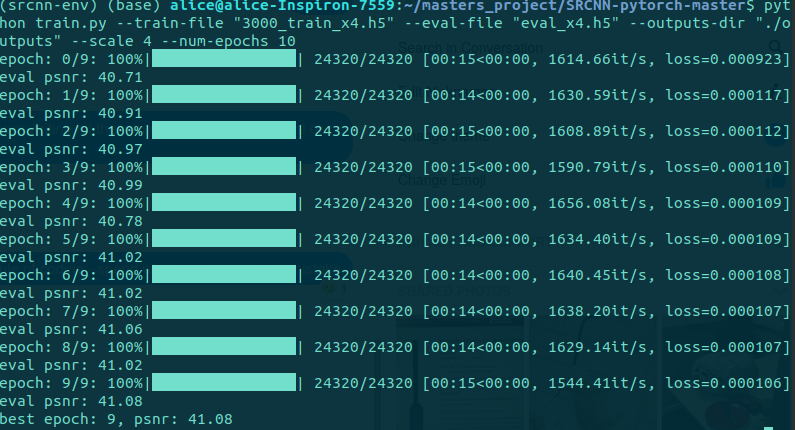 (srcnn-env) (base) alice@alice-Inspiron-7559:~/masters_project/SRCNN-pytorch-master$ pyt
hon train.py --train-file "3000_train_x4.h5" --eval-file "eval_x4.h5" --outputs-dir "./o
utputs" --scale 4 --num-epochs 10
epoch: 0/9: 100%|██████████| 24320/24320 [00:15<00:00, 1614.66it/s, loss=0.000923]
eval psnr: 40.71
epoch: 1/9: 100%|██████████| 24320/24320 [00:14<00:00, 1630.59it/s, loss=0.000117]
eval psnr: 40.91
epoch: 2/9: 100%|██████████| 24320/24320 [00:15<00:00, 1608.89it/s, loss=0.000112]
eval psnr: 40.97
epoch: 3/9: 100%|██████████| 24320/24320 [00:15<00:00, 1590.79it/s, loss=0.000110]
eval psnr: 40.99
epoch: 4/9: 100%|██████████| 24320/24320 [00:14<00:00, 1656.08it/s, loss=0.000109]
eval psnr: 40.78
epoch: 5/9: 100%|██████████| 24320/24320 [00:14<00:00, 1634.40it/s, loss=0.000109]
eval psnr: 41.02
epoch: 6/9: 100%|██████████| 24320/24320 [00:14<00:00, 1640.45it/s, loss=0.000108]
eval psnr: 41.02
epoch: 7/9: 100%|██████████| 24320/24320 [00:14<00:00, 1638.20it/s, loss=0.000107]
eval psnr: 41.06
epoch: 8/9: 100%|██████████| 24320/24320 [00:14<00:00, 1629.14it/s, loss=0.000107]
eval psnr: 41.02
epoch: 9/9: 100%|██████████| 24320/24320 [00:15<00:00, 1544.41it/s, loss=0.000106]
eval psnr: 41.08
best epoch: 9, psnr: 41.08
Search in Conversation
Change Emoji
SHARED PHOTOS